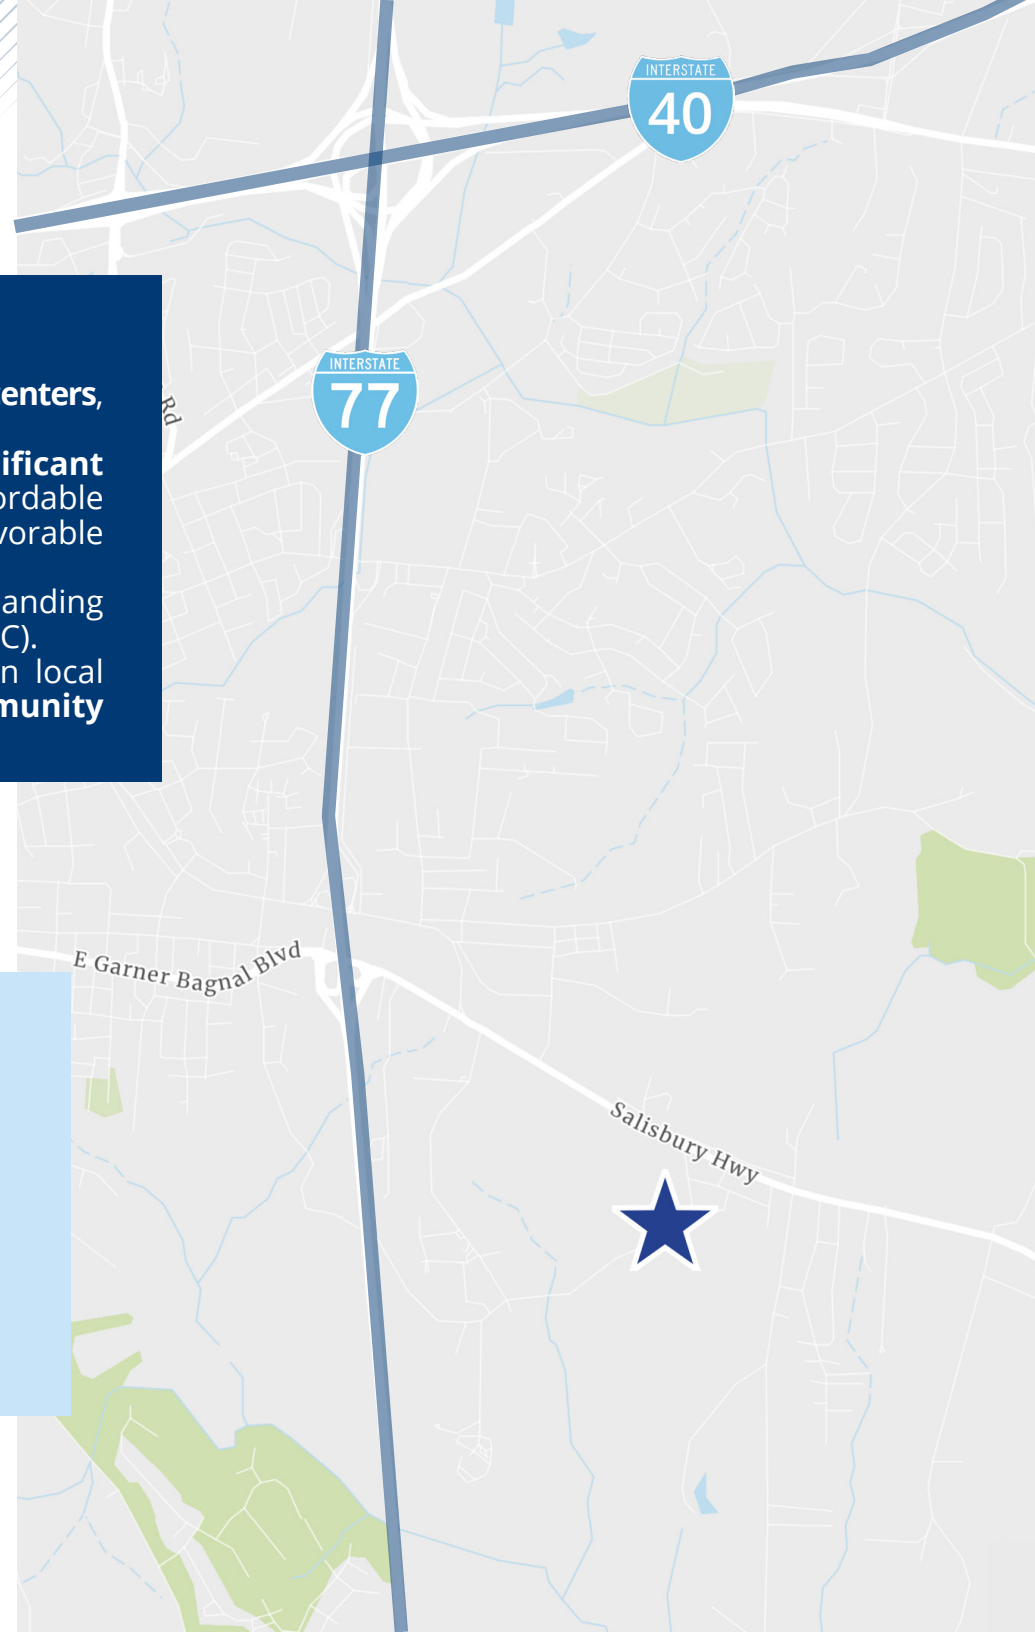 INTERSTATE
40
INTERSTATE
77
Rd
enters,
ificant
ordable
vorable
anding
C).
n local
munity
E Garner Bagnal Blvd
Salisbury Hwy